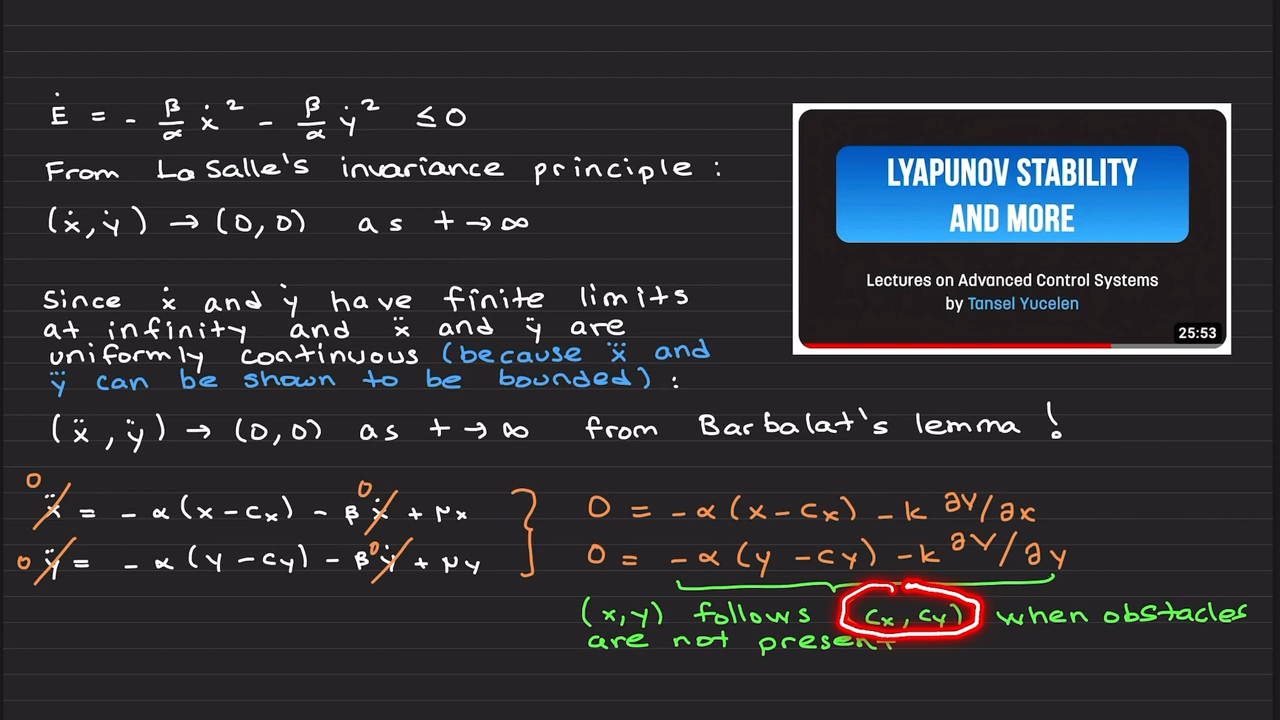 Ė = - β/α ẋ² - β/α ẏ² ≤ 0
From LaSalle's invariance principle :
(ẋ, ẏ) → (0, 0) as t → ∞
Since ẋ and ẏ have finite limits
at infinity and ẍ and ÿ are
uniformly continuous (because x⃛ and
y⃛ can be shown to be bounded) :
(ẍ, ÿ) → (0, 0) as t → ∞ from Barbalat's lemma !
0 ẍ = - α (x - cx) - β 0 ẋ + μx
0 ÿ = - α (y - cy) - β 0 ẏ + μy
0 = - α (x - cx) - k ∂V/∂x
0 = - α (y - cy) - k ∂V/∂y
(x, y) follows cx, cy) when obstacles
are not present
LYAPUNOV STABILITY
AND MORE
Lectures on Advanced Control Systems
by Tansel Yucelen
25:53